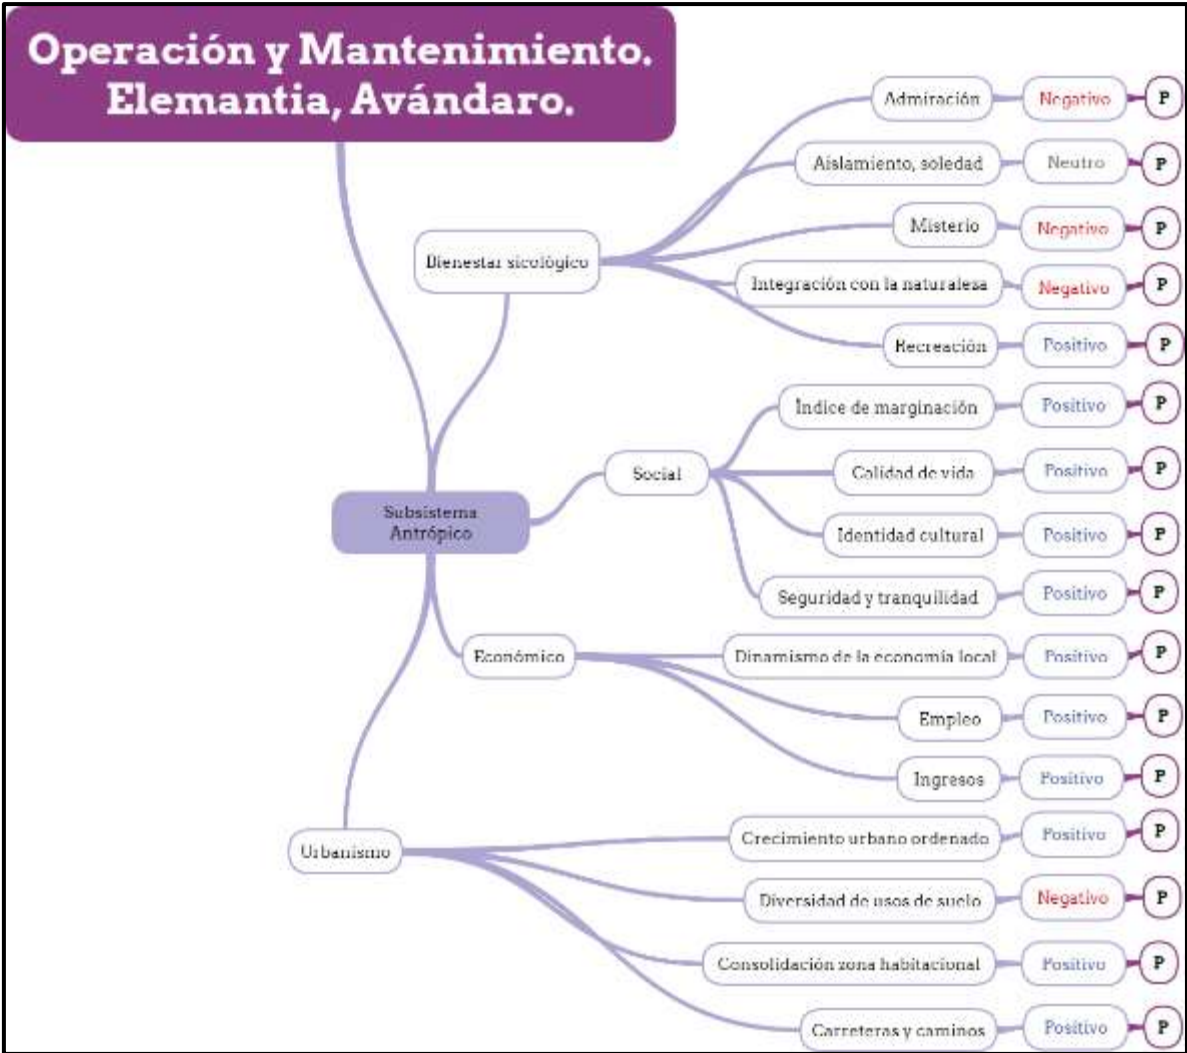 Operación y Mantenimiento.
Elemantia, Avándaro.
Admiración Negativo P
Aislamiento, soledad Neutro P
Misterio Negativo P
Bienestar sicológico
Integración con la naturaleza Negativo P
Recreación Positivo P
Índice de marginación Positivo P
Social
Calidad de vida Positivo P
Subsistema
Antrópico
Identidad cultural Positivo P
Seguridad y tranquilidad Positivo P
Económico
Dinamismo de la economía local Positivo P
Empleo Positivo P
Ingresos Positivo P
Urbanismo
Crecimiento urbano ordenado Positivo P
Diversidad de usos de suelo Negativo P
Consolidación zona habitacional Positivo P
Carreteras y caminos Positivo P